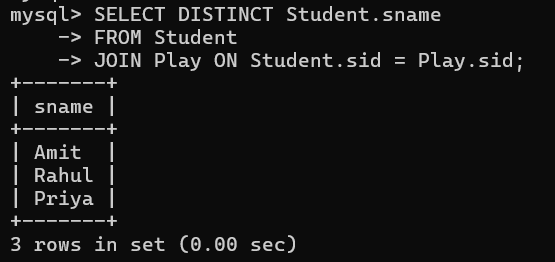 mysql> SELECT DISTINCT Student.sname
    -> FROM Student
    -> JOIN Play ON Student.sid = Play.sid;
+-------+
| sname |
+-------+
| Amit  |
| Rahul |
| Priya |
+-------+
3 rows in set (0.00 sec)